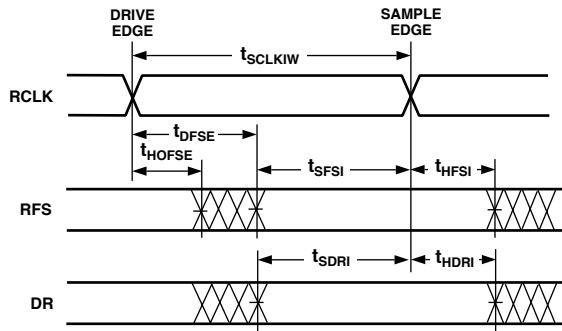 DRIVE
EDGE
SAMPLE
EDGE
tSCLKIW
RCLK
tDFSE
tHOFSE
tSFSI
tHFSI
RFS
tSDRI
tHDRI
DR